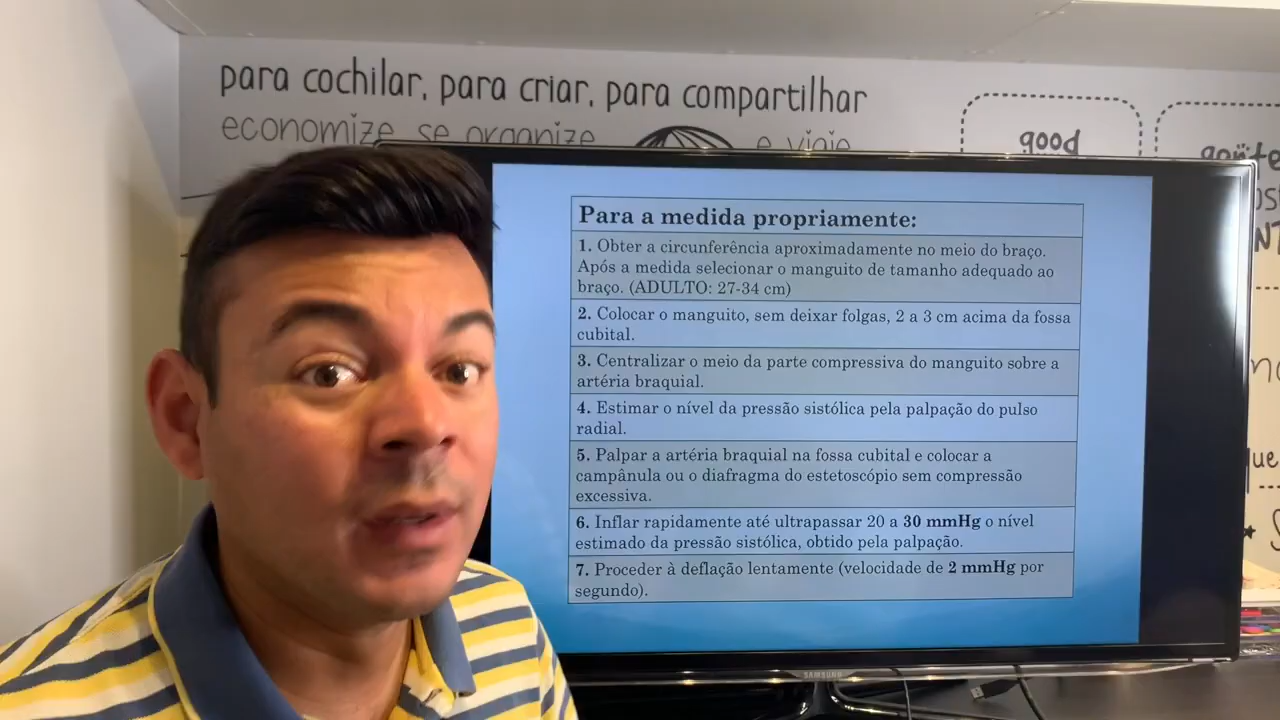 para cochilar, para criar, para compartilhar
economize se organize e viaje
good
Para a medida propriamente:
1. Obter a circunferência aproximadamente no meio do braço.
Após a medida selecionar o manguito de tamanho adequado ao
braço. (ADULTO: 27-34 cm)
2. Colocar o manguito, sem deixar folgas, 2 a 3 cm acima da fossa
cubital.
3. Centralizar o meio da parte compressiva do manguito sobre a
artéria braquial.
4. Estimar o nível da pressão sistólica pela palpação do pulso
radial.
5. Palpar a artéria braquial na fossa cubital e colocar a
campânula ou o diafragma do estetoscópio sem compressão
excessiva.
6. Inflar rapidamente até ultrapassar 20 a 30 mmHg o nível
estimado da pressão sistólica, obtido pela palpação.
7. Proceder à deflação lentamente (velocidade de 2 mmHg por
segundo).
SAMSUNG